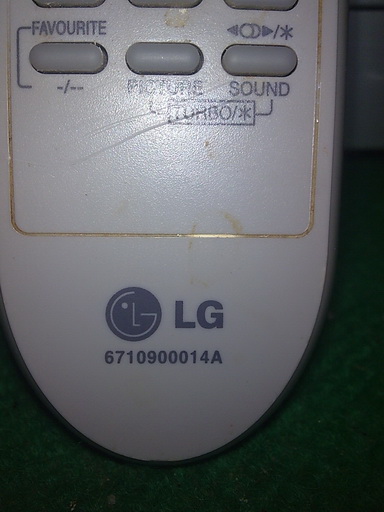 FAVOURITE
-/--
PICTURE SOUND
TURBO/*
LG
6710900014A